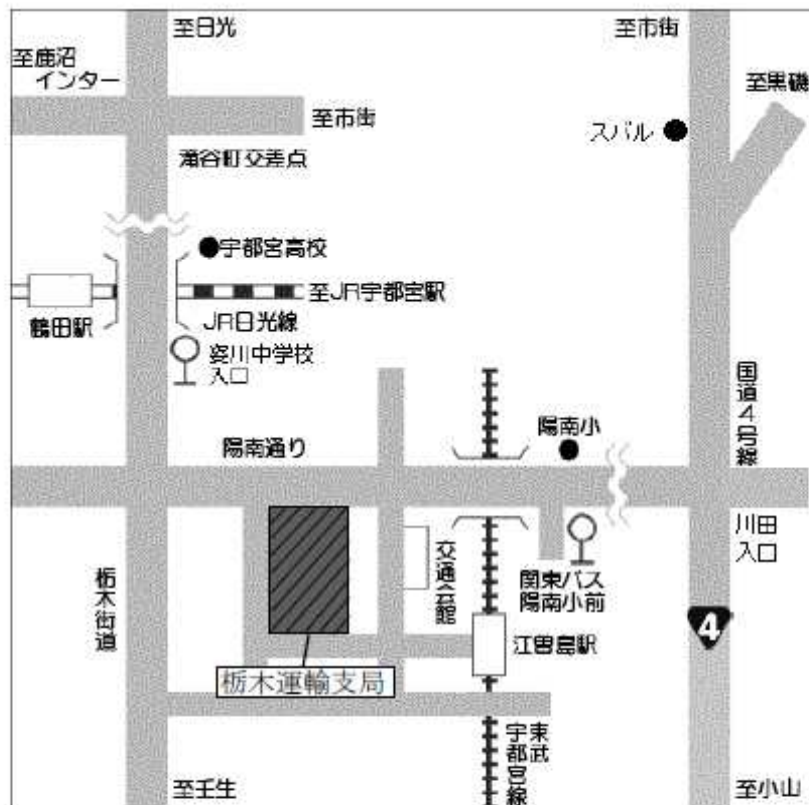 至日光
至市街
至鹿沼
インター
至黒磯
至市街
スバル
滝谷町交差点
宇都宮高校
至JR宇都宮駅
鶴田駅
JR日光線
姿川中学校
入口
国道4号線
陽南小
陽南通り
川田
入口
交通会館
関東バス
陽南小前
栃木街道
4
江曽島駅
栃木運輸支局
東武
宇都宮線
至壬生
至小山